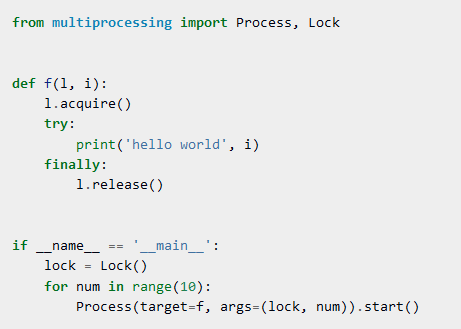 from multiprocessing import Process, Lock
def f(l, i):
    l.acquire()
    try:
        print('hello world', i)
    finally:
        l.release()
if __name__ == '__main__':
    lock = Lock()
    for num in range(10):
        Process(target=f, args=(lock, num)).start()